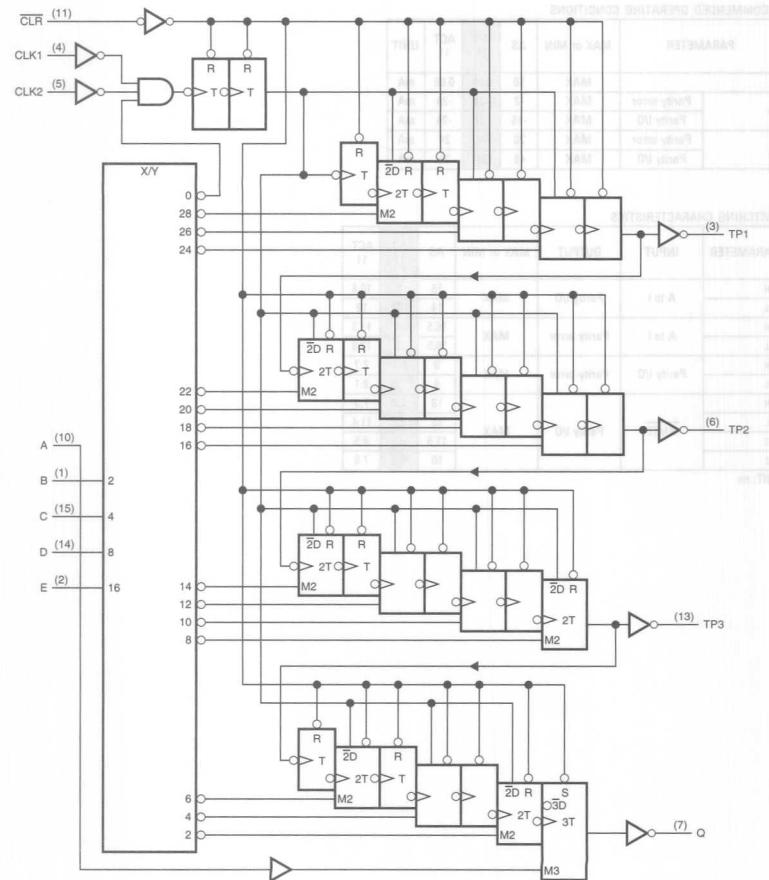 CLR (11)
CLK1 (4)
CLK2 (5)
R R
T T
X/Y
R 2D R R
T 2T T
M2
0
28
26
24
(3) TP1
2D R R
2T T
M2
22
20
18
16
(6) TP2
A (10)
B (1) 2
C (15) 4
D (14) 8
E (2) 16
2D R R 2D R
2T T 2T
M2 M2
14
12
10
8
(13) TP3
R 2D R 2D R S
T 2T T 2T 3D 3T
M2 M2 M3
6
4
2
(7) Q